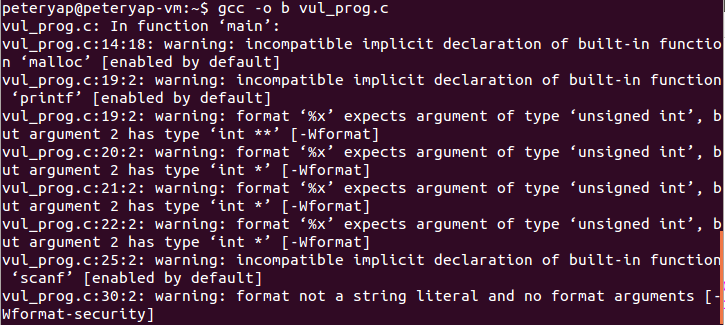 peteryap@peteryap-vm:~$ gcc -o b vul_prog.c
vul_prog.c: In function ‘main’:
vul_prog.c:14:18: warning: incompatible implicit declaration of built-in functio
n ‘malloc’ [enabled by default]
vul_prog.c:19:2: warning: incompatible implicit declaration of built-in function
 ‘printf’ [enabled by default]
vul_prog.c:19:2: warning: format ‘%x’ expects argument of type ‘unsigned int’, b
ut argument 2 has type ‘int **’ [-Wformat]
vul_prog.c:20:2: warning: format ‘%x’ expects argument of type ‘unsigned int’, b
ut argument 2 has type ‘int *’ [-Wformat]
vul_prog.c:21:2: warning: format ‘%x’ expects argument of type ‘unsigned int’, b
ut argument 2 has type ‘int *’ [-Wformat]
vul_prog.c:22:2: warning: format ‘%x’ expects argument of type ‘unsigned int’, b
ut argument 2 has type ‘int *’ [-Wformat]
vul_prog.c:25:2: warning: incompatible implicit declaration of built-in function
 ‘scanf’ [enabled by default]
vul_prog.c:30:2: warning: format not a string literal and no format arguments [-
Wformat-security]